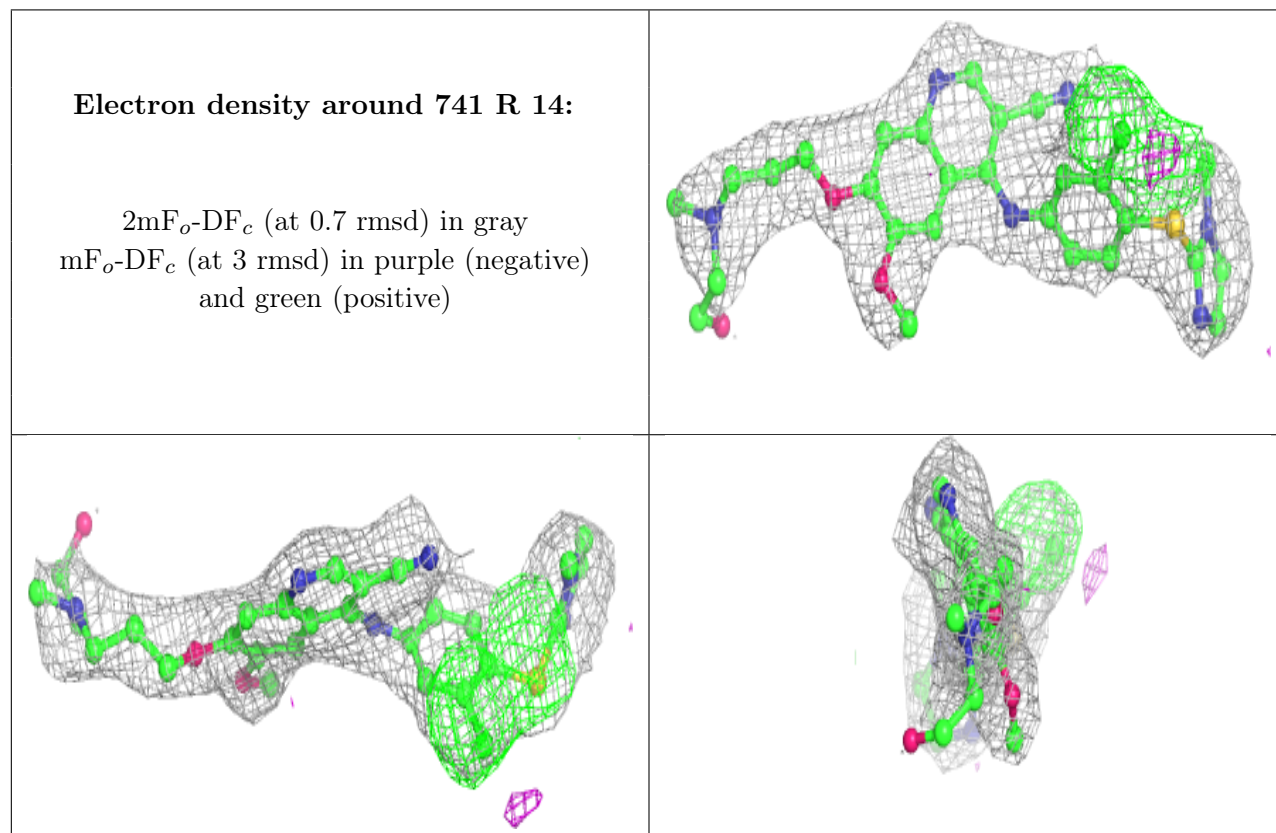 Electron density around 741 R 14:
2mFo-DFc (at 0.7 rmsd) in gray
mFo-DFc (at 3 rmsd) in purple (negative)
and green (positive)